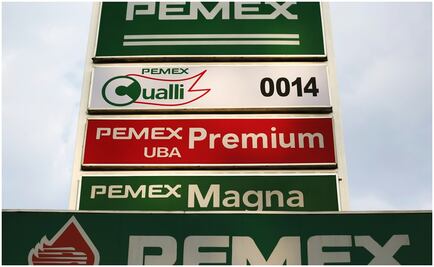 PEMEX
PEMEX
Cualli 0014
PEMEX Premium
UBA
PEMEX Magna
PEMEX